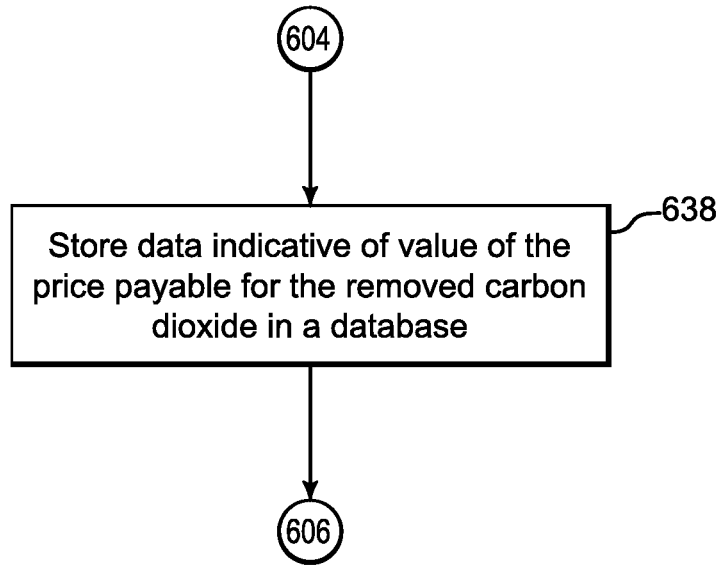 604
638
Store data indicative of value of the
price payable for the removed carbon
dioxide in a database
606